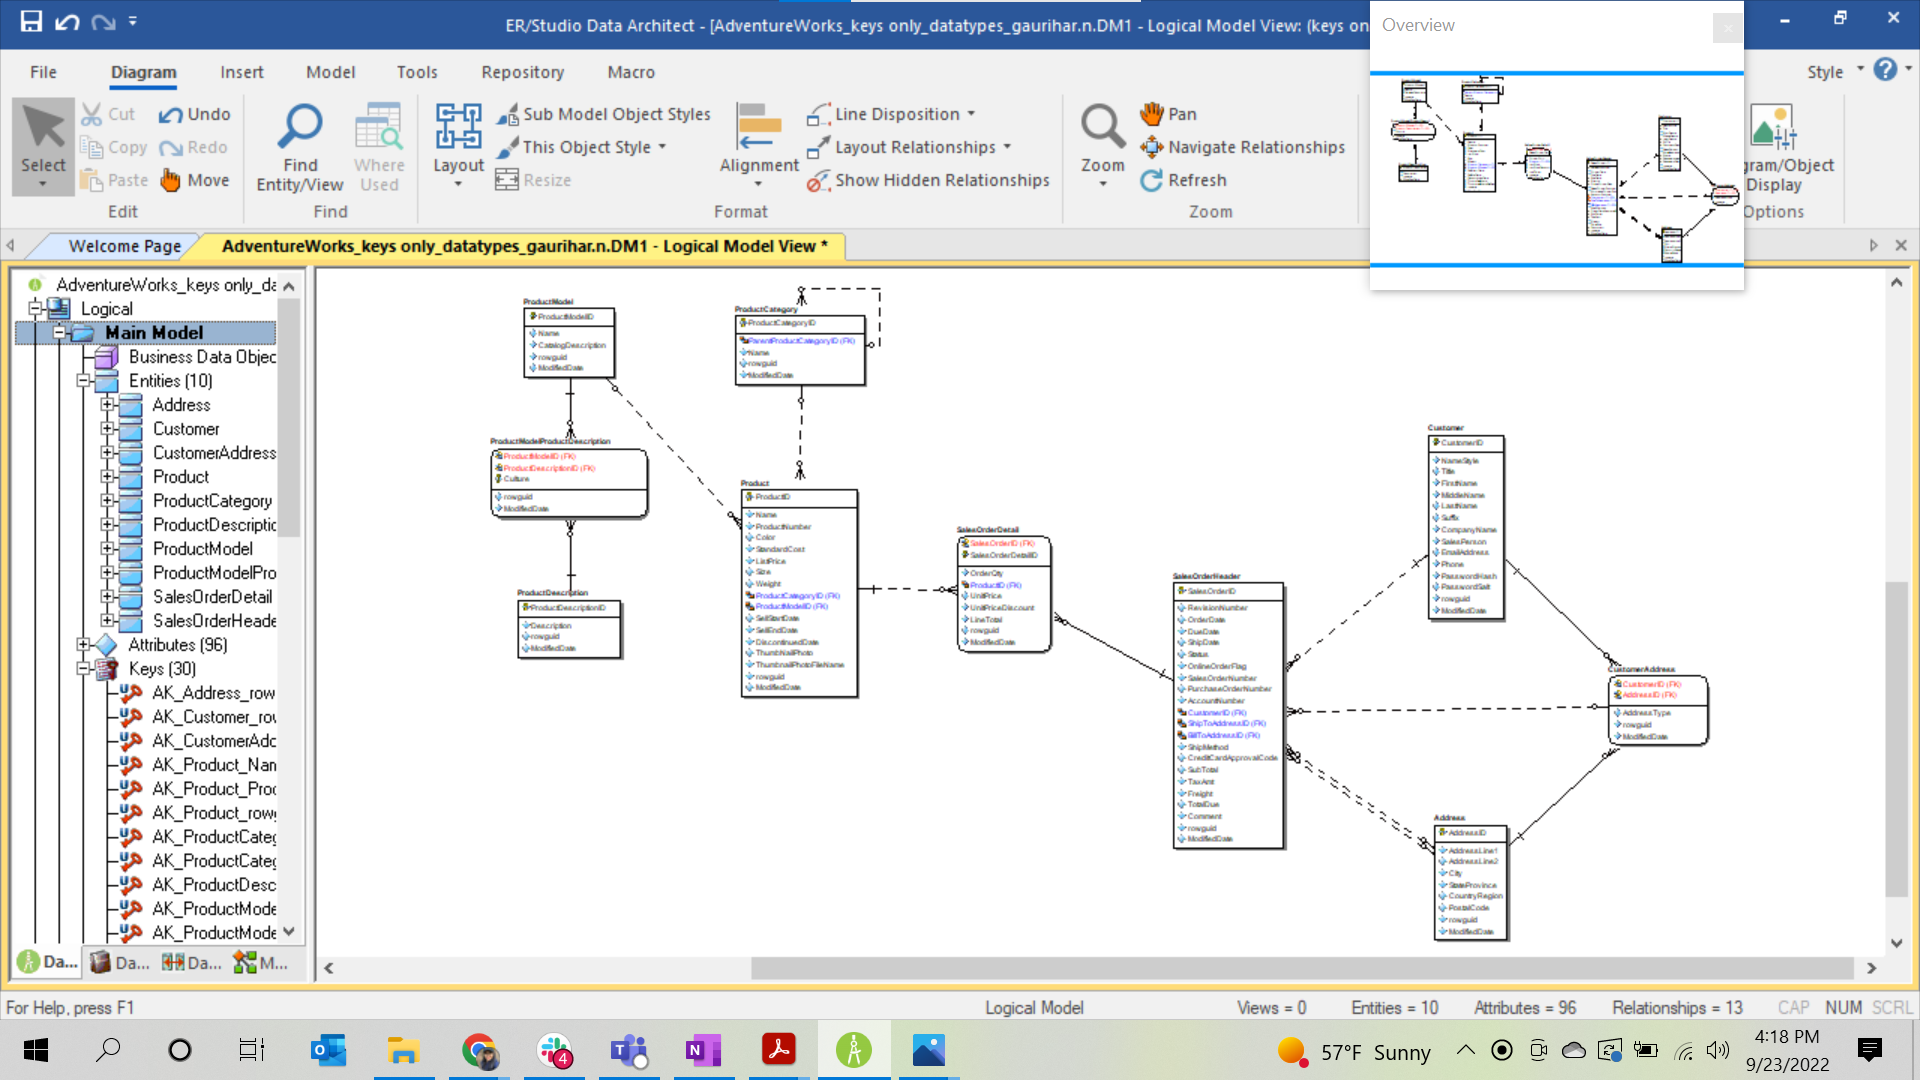 ER/Studio Data Architect - [AdventureWorks_keys only_datatypes_gaurihar.n.DM1 - Logical Model View: (keys on
Overview
File
Diagram
Insert
Model
Tools
Repository
Macro
Style
Select
Cut
Copy
Paste
Undo
Redo
Move
Edit
Find
Entity/View
Where
Used
Find
Layout
Sub Model Object Styles
This Object Style
Resize
Alignment
Line Disposition
Layout Relationships
Show Hidden Relationships
Format
Zoom
Pan
Navigate Relationships
Refresh
Zoom
gram/Object
Display
Options
Welcome Page
AdventureWorks_keys only_datatypes_gaurihar.n.DM1 - Logical Model View *
AdventureWorks_keys only_da
Logical
Main Model
Business Data Objec
Entities (10)
Address
Customer
CustomerAddress
Product
ProductCategory
ProductDescriptic
ProductModel
ProductModelPro
SalesOrderDetail
SalesOrderHeade
Attributes (96)
Keys (30)
AK_Address_row
AK_Customer_rov
AK_CustomerAdc
AK_Product_Nan
AK_Product_Proc
AK_Product_rowg
AK_ProductCateg
AK_ProductCateg
AK_ProductDesc
AK_ProductMode
AK_ProductMode
Da...
Da...
Da...
M...
ProductModel
ProductModelID
Name
CatalogDescription
rowguid
ModifiedDate
ProductCategory
ProductCategoryID
ParentProductCategoryID (FK)
Name
rowguid
ModifiedDate
ProductModelProductDescription
ProductModelID (FK)
ProductDescriptionID (FK)
Culture
rowguid
ModifiedDate
ProductDescription
ProductDescriptionID
Description
rowguid
ModifiedDate
Product
ProductID
Name
ProductNumber
Color
StandardCost
ListPrice
Size
Weight
ProductCategoryID (FK)
ProductModelID (FK)
SellStartDate
SellEndDate
DiscontinuedDate
ThumbNailPhoto
ThumbnailPhotoFileName
rowguid
ModifiedDate
SalesOrderDetail
SalesOrderID (FK)
SalesOrderDetailID
OrderQty
ProductID (FK)
UnitPrice
UnitPriceDiscount
LineTotal
rowguid
ModifiedDate
SalesOrderHeader
SalesOrderID
RevisionNumber
OrderDate
DueDate
ShipDate
Status
OnlineOrderFlag
SalesOrderNumber
PurchaseOrderNumber
AccountNumber
CustomerID (FK)
ShipToAddressID (FK)
BillToAddressID (FK)
ShipMethod
CreditCardApprovalCode
SubTotal
TaxAmt
Freight
TotalDue
Comment
rowguid
ModifiedDate
Customer
CustomerID
NameStyle
Title
FirstName
MiddleName
LastName
Suffix
CompanyName
SalesPerson
EmailAddress
Phone
PasswordHash
PasswordSalt
rowguid
ModifiedDate
CustomerAddress
CustomerID (FK)
AddressID (FK)
AddressType
rowguid
ModifiedDate
Address
AddressID
AddressLine1
AddressLine2
City
StateProvince
CountryRegion
PostalCode
rowguid
ModifiedDate
For Help, press F1
Logical Model
Views = 0
Entities = 10
Attributes = 96
Relationships = 13
CAP
NUM
SCRL
4
57°F Sunny
4:18 PM
9/23/2022